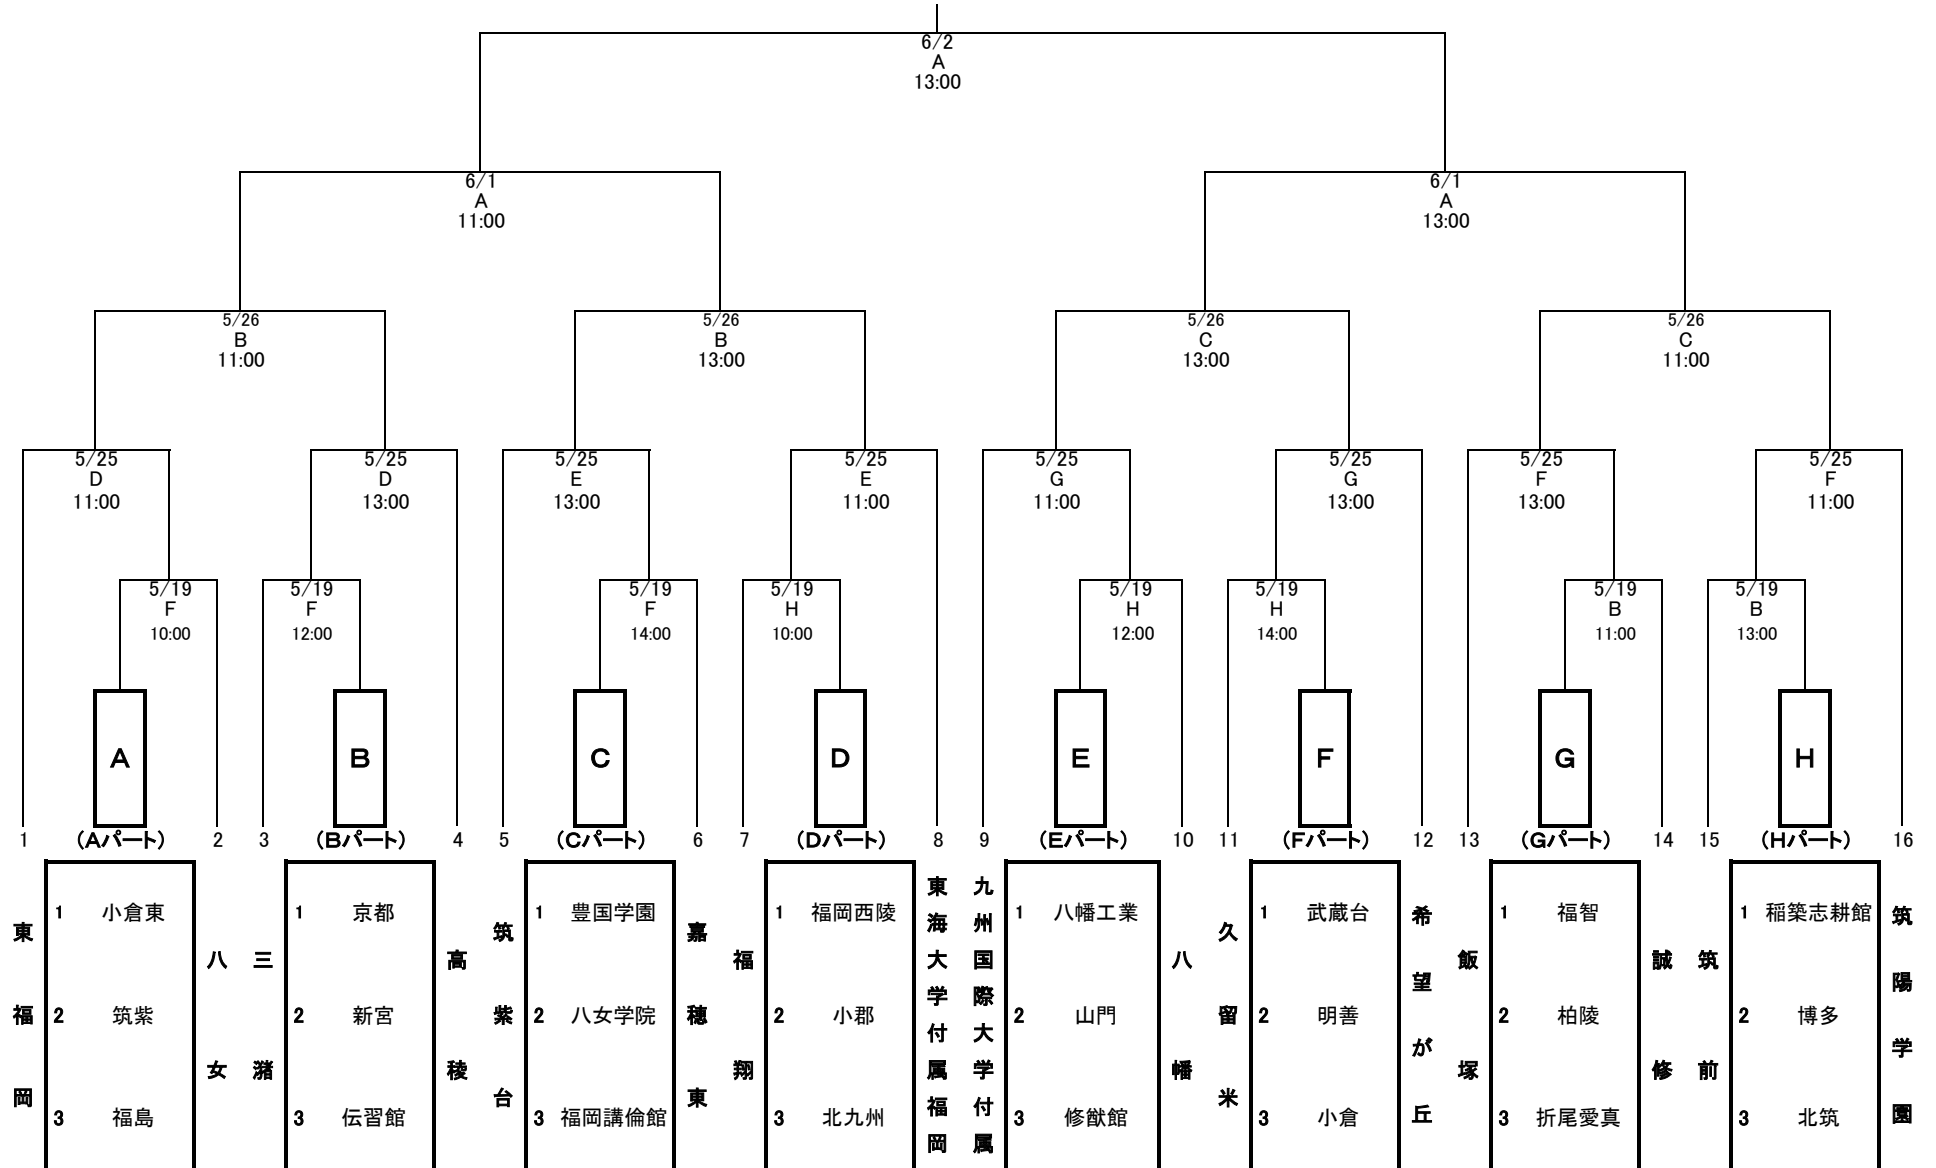 6/2
A
13:00
6/1
A
11:00
6/1
A
13:00
5/26
B
11:00
5/26
B
13:00
5/26
C
13:00
5/26
C
11:00
5/25
D
11:00
5/25
D
13:00
5/25
E
13:00
5/25
E
11:00
5/25
G
11:00
5/25
G
13:00
5/25
F
13:00
5/25
F
11:00
5/19
F
10:00
5/19
F
12:00
5/19
F
14:00
5/19
H
10:00
5/19
H
12:00
5/19
H
14:00
5/19
B
11:00
5/19
B
13:00
A
B
C
D
E
F
G
H
1 (Aパート) 2 3 (Bパート) 4 5 (Cパート) 6 7 (Dパート) 8 9 (Eパート) 10 11 (Fパート) 12 13 (Gパート) 14 15 (Hパート) 16
東福岡
1 小倉東
2 筑紫
3 福島
八女
三潴
1 京都
2 新宮
3 伝習館
高稜
筑紫台
1 豊国学園
2 八女学院
3 福岡講倫館
嘉穂東
福翔
1 福岡西陵
2 小郡
3 北九州
東海大学付属福岡
九州国際大学付属
1 八幡工業
2 山門
3 修猷館
八幡
久留米
1 武蔵台
2 明善
3 小倉
希望が丘
飯塚
1 福智
2 柏陵
3 折尾愛真
誠修
筑前
1 稲築志耕館
2 博多
3 北筑
筑陽学園